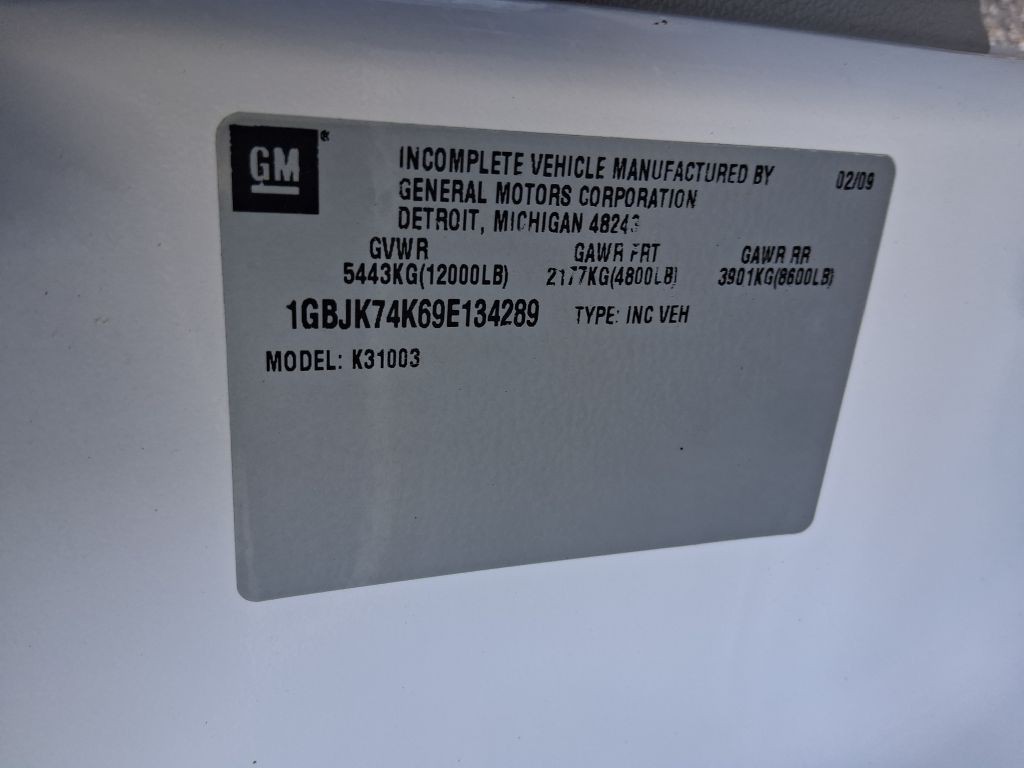 GM®
INCOMPLETE VEHICLE MANUFACTURED BY 02/09
GENERAL MOTORS CORPORATION
DETROIT, MICHIGAN 48243
GVWR GAWR FRT GAWR RR
5443KG(12000LB) 2177KG(4800LB) 3901KG(8600LB)
1GBJK74K69E134289 TYPE: INC VEH
MODEL: K31003